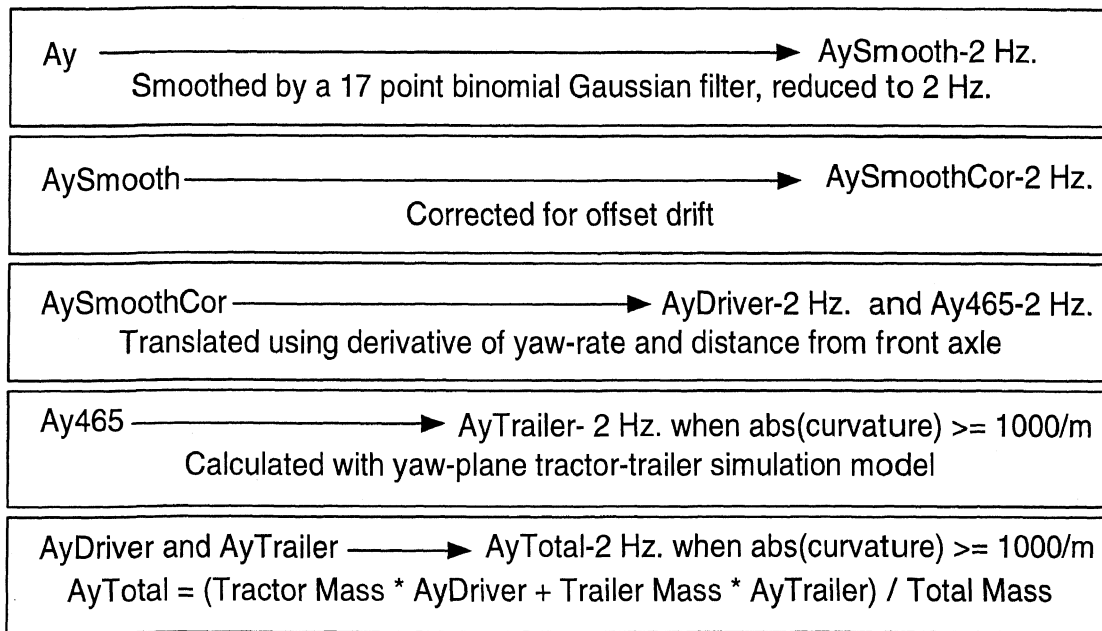 Ay → AySmooth-2 Hz.
Smoothed by a 17 point binomial Gaussian filter, reduced to 2 Hz.
AySmooth → AySmoothCor-2 Hz.
Corrected for offset drift
AySmoothCor → AyDriver-2 Hz. and Ay465-2 Hz.
Translated using derivative of yaw-rate and distance from front axle
Ay465 → AyTrailer- 2 Hz. when abs(curvature) >= 1000/m
Calculated with yaw-plane tractor-trailer simulation model
AyDriver and AyTrailer → AyTotal-2 Hz. when abs(curvature) >= 1000/m
AyTotal = (Tractor Mass * AyDriver + Trailer Mass * AyTrailer) / Total Mass